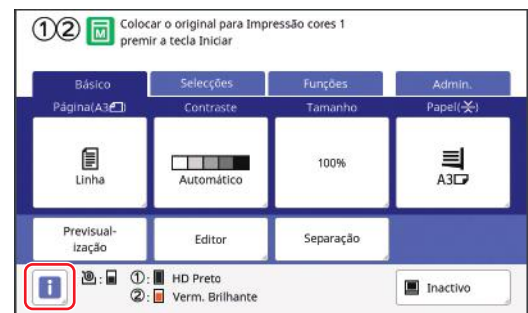 ①② M Colocar o original para Impressão cores 1
premir a tecla Iniciar
Básico Selecções Funções Admin.
Página(A3) Contraste Tamanho Papel()
Linha Automático 100% A3
Previsual-
ização Editor Separação
i : ①: HD Preto
②: Verm. Brilhante Inactivo